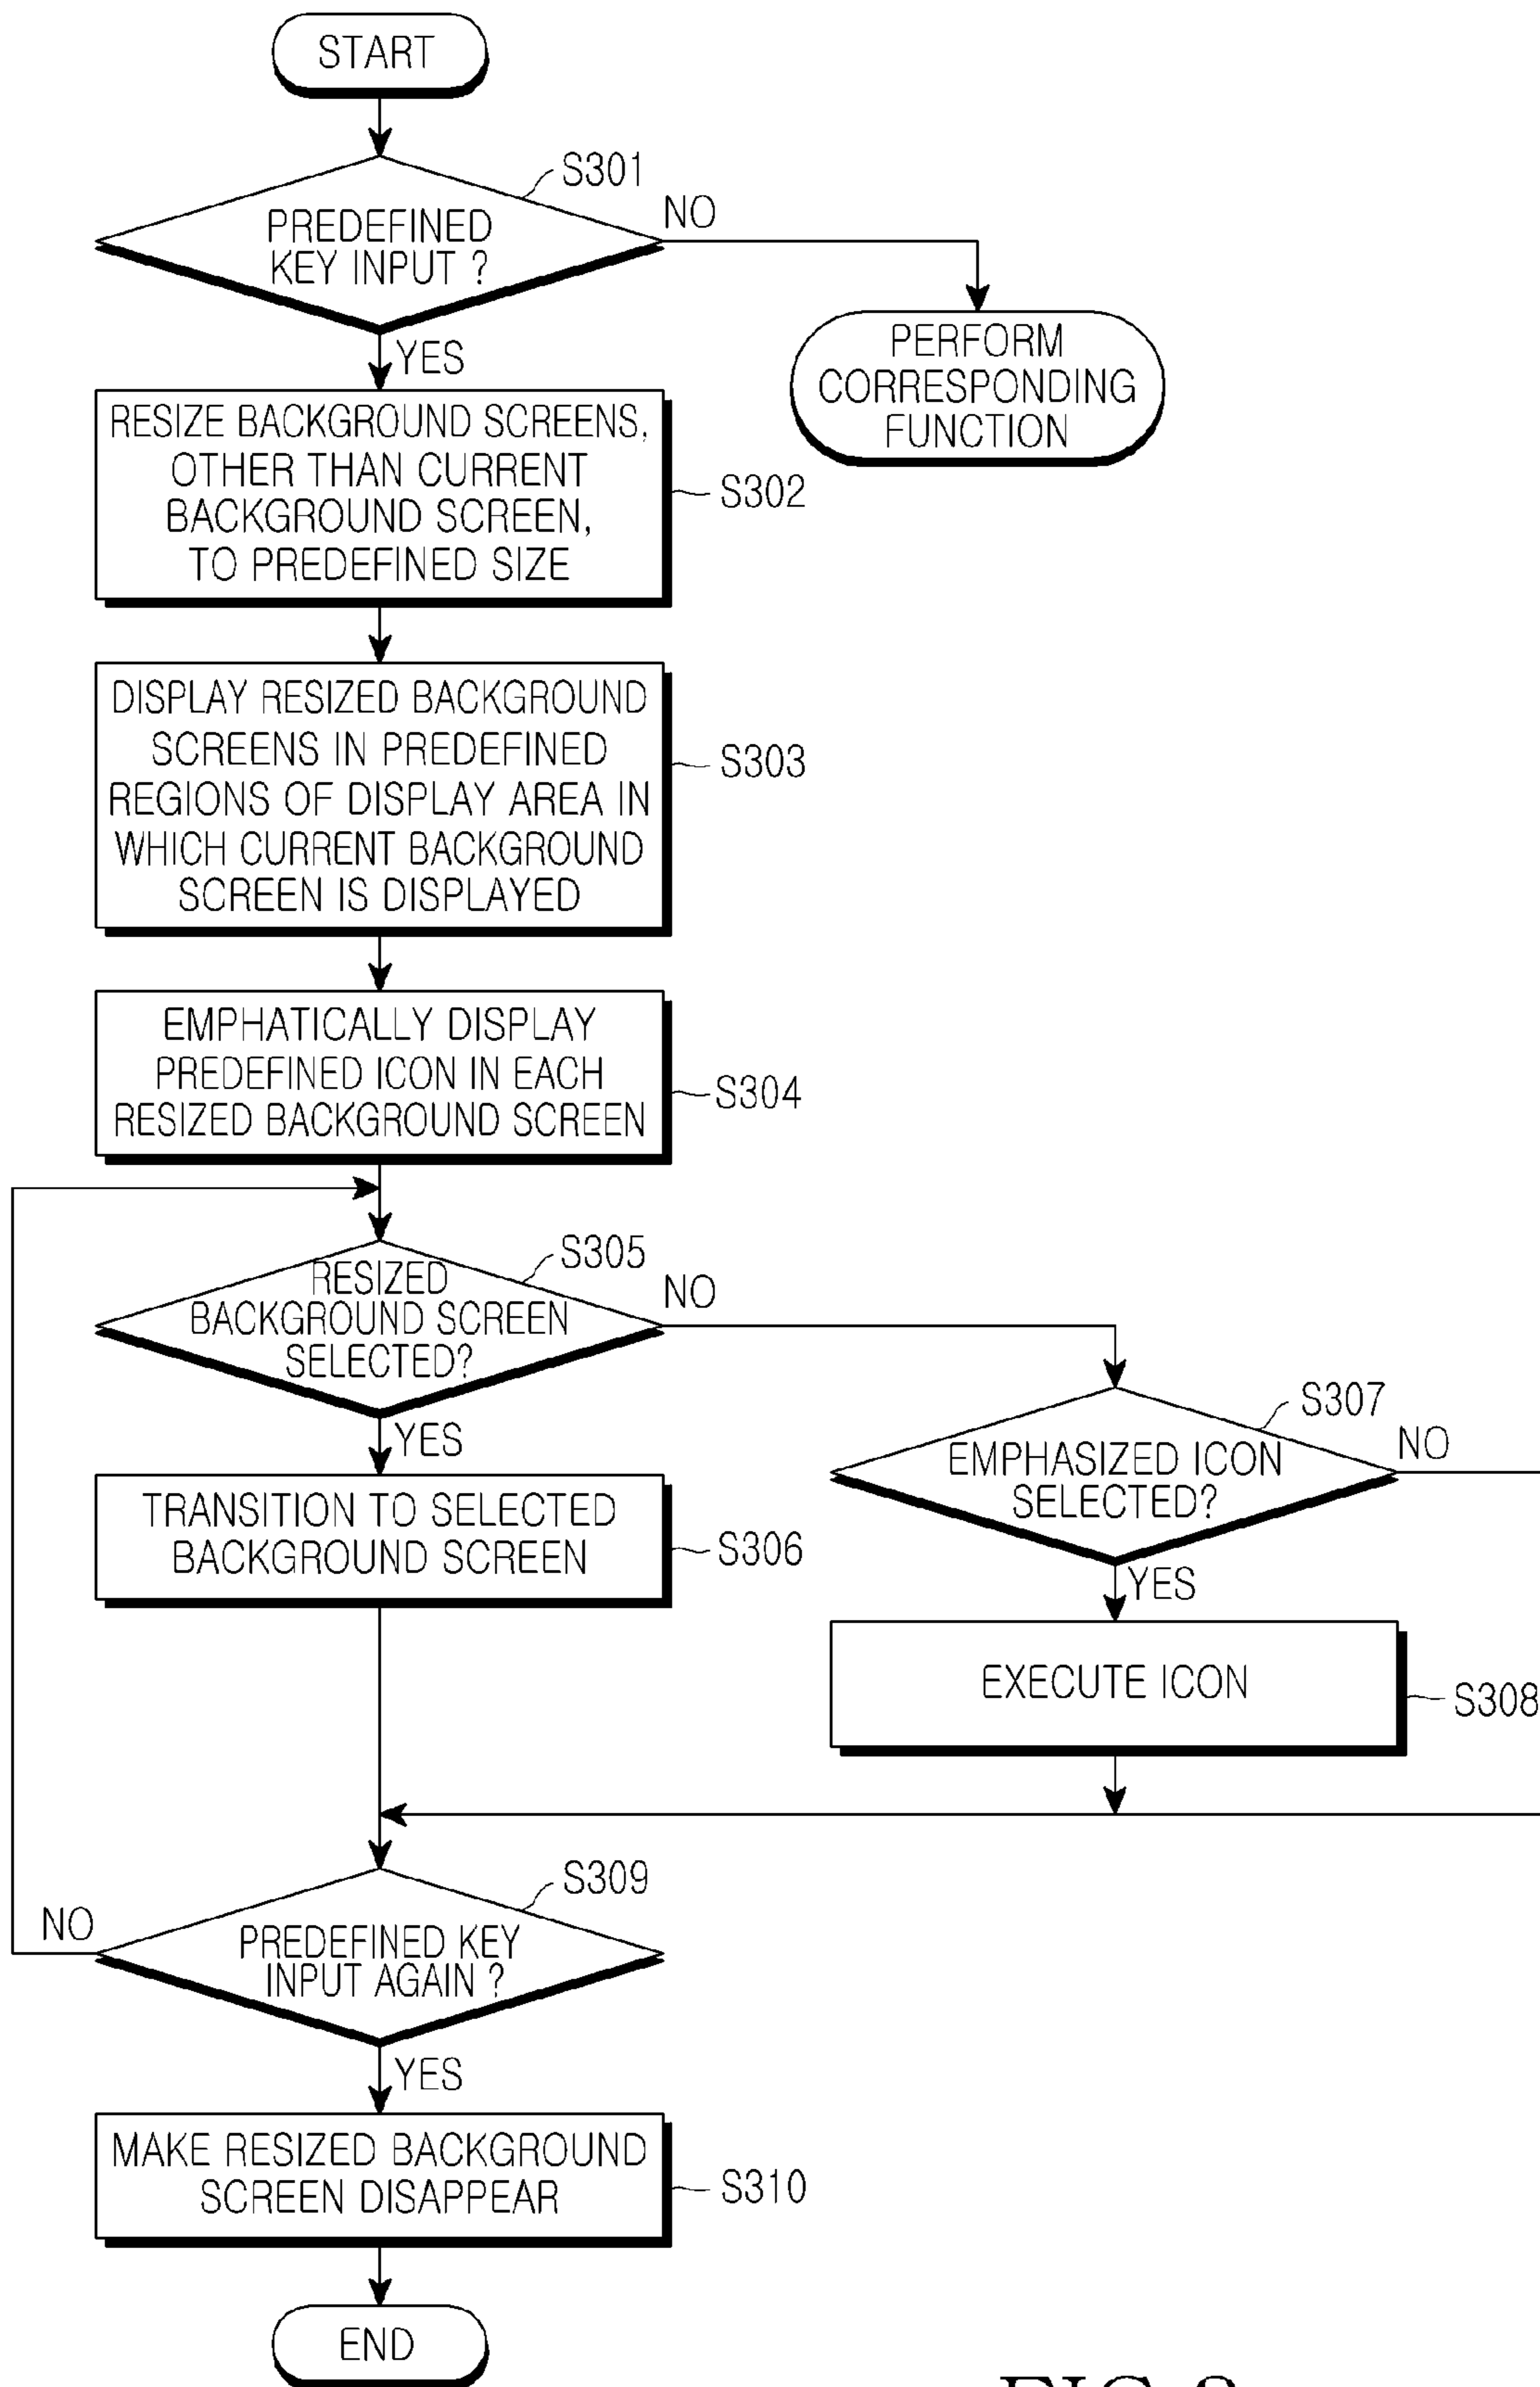 START
S301
PREDEFINED
KEY INPUT ?
NO
YES
PERFORM
CORRESPONDING
FUNCTION
RESIZE BACKGROUND SCREENS,
OTHER THAN CURRENT
BACKGROUND SCREEN,
TO PREDEFINED SIZE
S302
DISPLAY RESIZED BACKGROUND
SCREENS IN PREDEFINED
REGIONS OF DISPLAY AREA IN
WHICH CURRENT BACKGROUND
SCREEN IS DISPLAYED
S303
EMPHATICALLY DISPLAY
PREDEFINED ICON IN EACH
RESIZED BACKGROUND SCREEN
S304
S305
RESIZED
BACKGROUND SCREEN
SELECTED?
NO
YES
S307
EMPHASIZED ICON
SELECTED?
NO
YES
TRANSITION TO SELECTED
BACKGROUND SCREEN
S306
EXECUTE ICON
S308
S309
PREDEFINED KEY
INPUT AGAIN ?
NO
YES
MAKE RESIZED BACKGROUND
SCREEN DISAPPEAR
S310
END